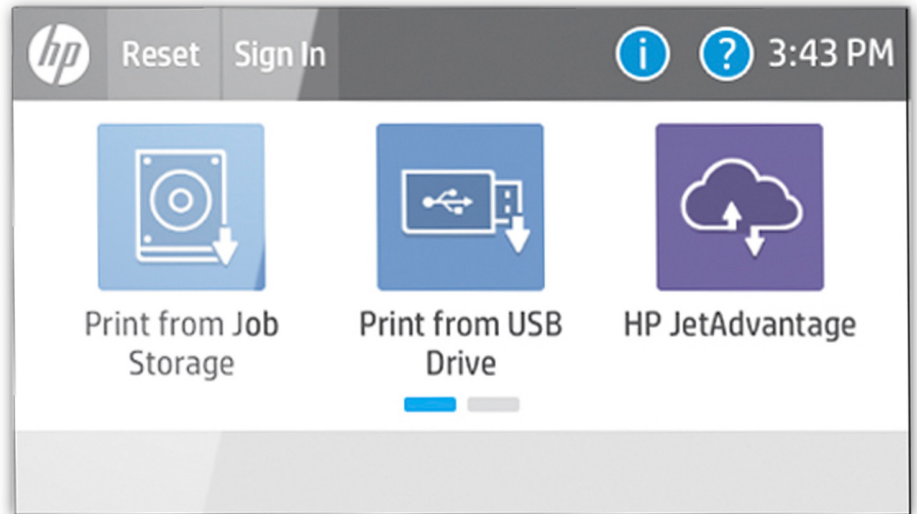 hp Reset Sign In i ? 3:43 PM
Print from Job Print from USB HP JetAdvantage
Storage Drive